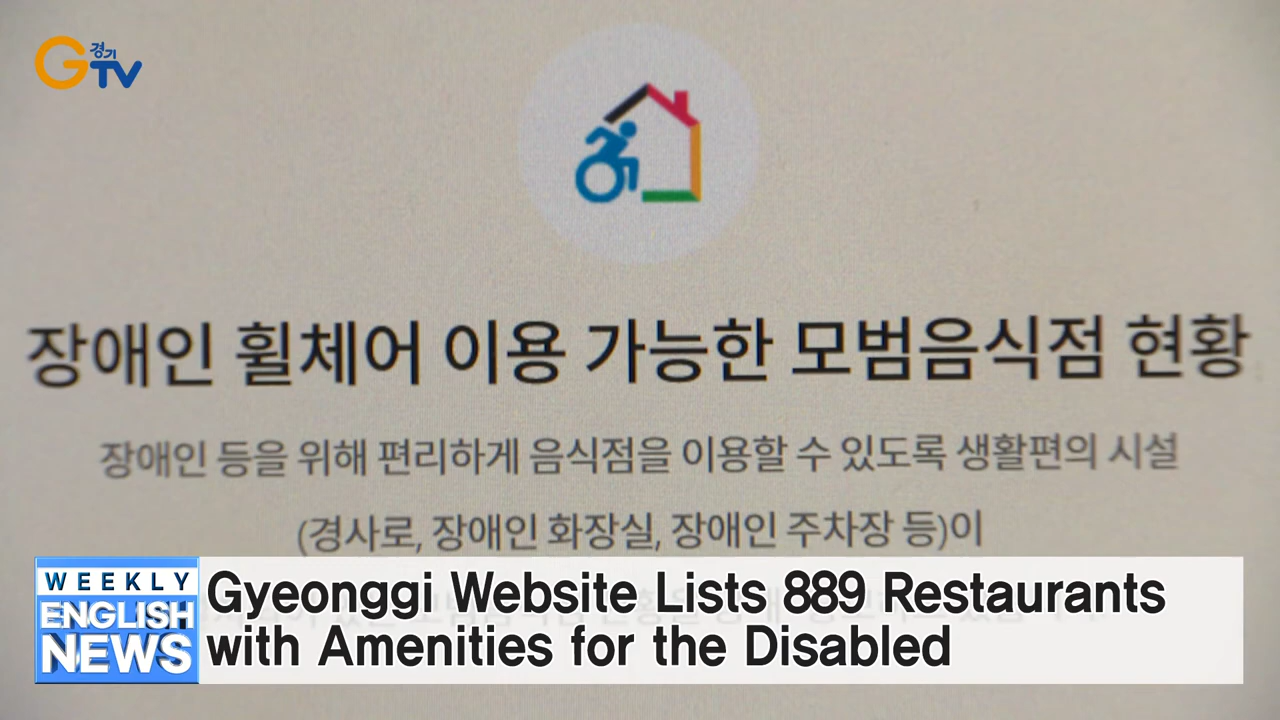 경기
GTV
장애인 휠체어 이용 가능한 모범음식점 현황
장애인 등을 위해 편리하게 음식점을 이용할 수 있도록 생활편의 시설
(경사로, 장애인 화장실, 장애인 주차장 등)이
WEEKLY
ENGLISH
NEWS
Gyeonggi Website Lists 889 Restaurants
with Amenities for the Disabled